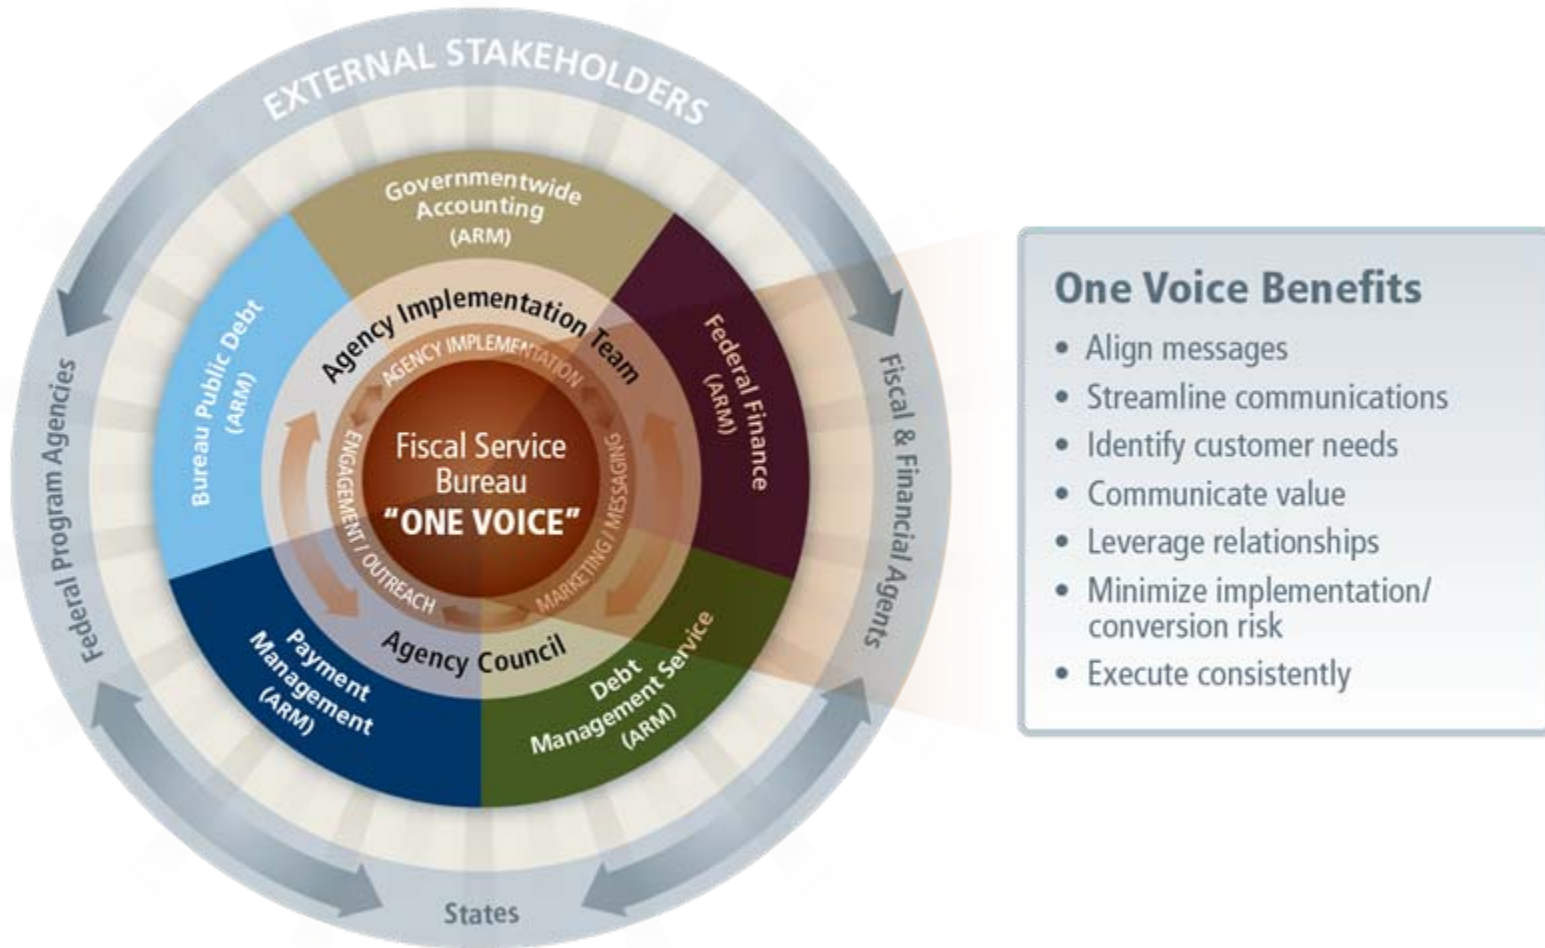 EXTERNAL STAKEHOLDERS
Governmentwide
Accounting
(ARM)
Bureau Public Debt
(ARM)
Federal Finance
(ARM)
Agency Implementation Team
AGENCY IMPLEMENTATION
ENGAGEMENT / OUTREACH
MARKETING / MESSAGING
Fiscal Service
Bureau
“ONE VOICE”
Agency Council
Payment
Management
(ARM)
Debt
Management Service
(ARM)
Federal Program Agencies
Fiscal & Financial Agents
States
One Voice Benefits
• Align messages
• Streamline communications
• Identify customer needs
• Communicate value
• Leverage relationships
• Minimize implementation/
conversion risk
• Execute consistently